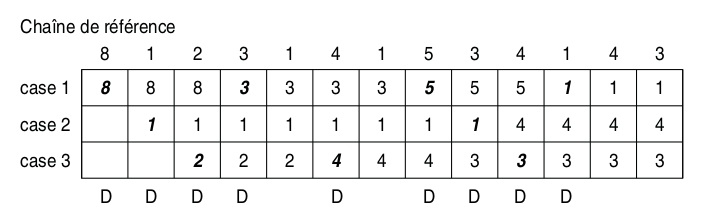 Chaîne de référence
8 1 2 3 1 4 1 5 3 4 1 4 3
case 1 8 8 8 3 3 3 3 5 5 5 1 1 1
case 2 1 1 1 1 1 1 1 1 4 4 4 4
case 3 2 2 2 4 4 4 3 3 3 3 3
D D D D D D D D D